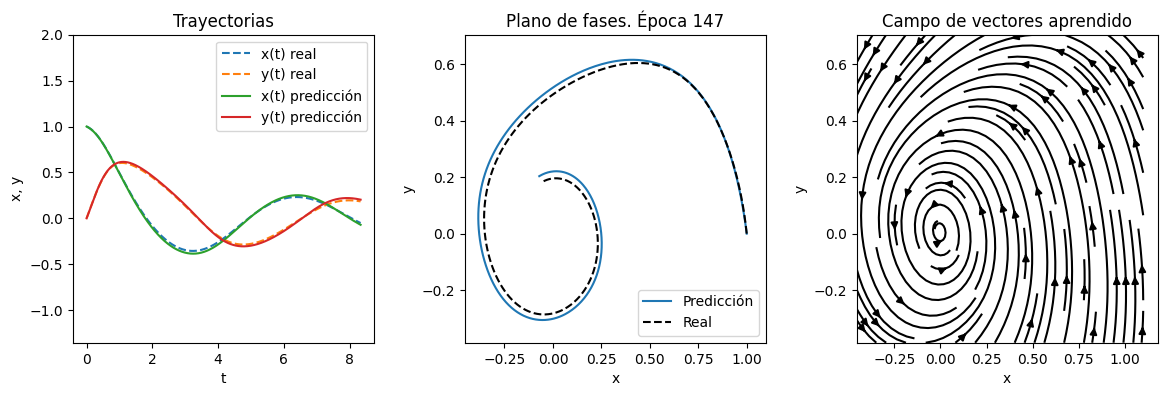 Trayectorias
2.0
1.5
1.0
0.5
0.0
−0.5
−1.0
x, y
x(t) real
y(t) real
x(t) predicción
y(t) predicción
0
2
4
6
8
t
Plano de fases. Época 147
0.6
0.4
0.2
0.0
−0.2
y
Predicción
Real
−0.25
0.00
0.25
0.50
0.75
1.00
x
Campo de vectores aprendido
0.6
0.4
0.2
0.0
−0.2
y
−0.25
0.00
0.25
0.50
0.75
1.00
x